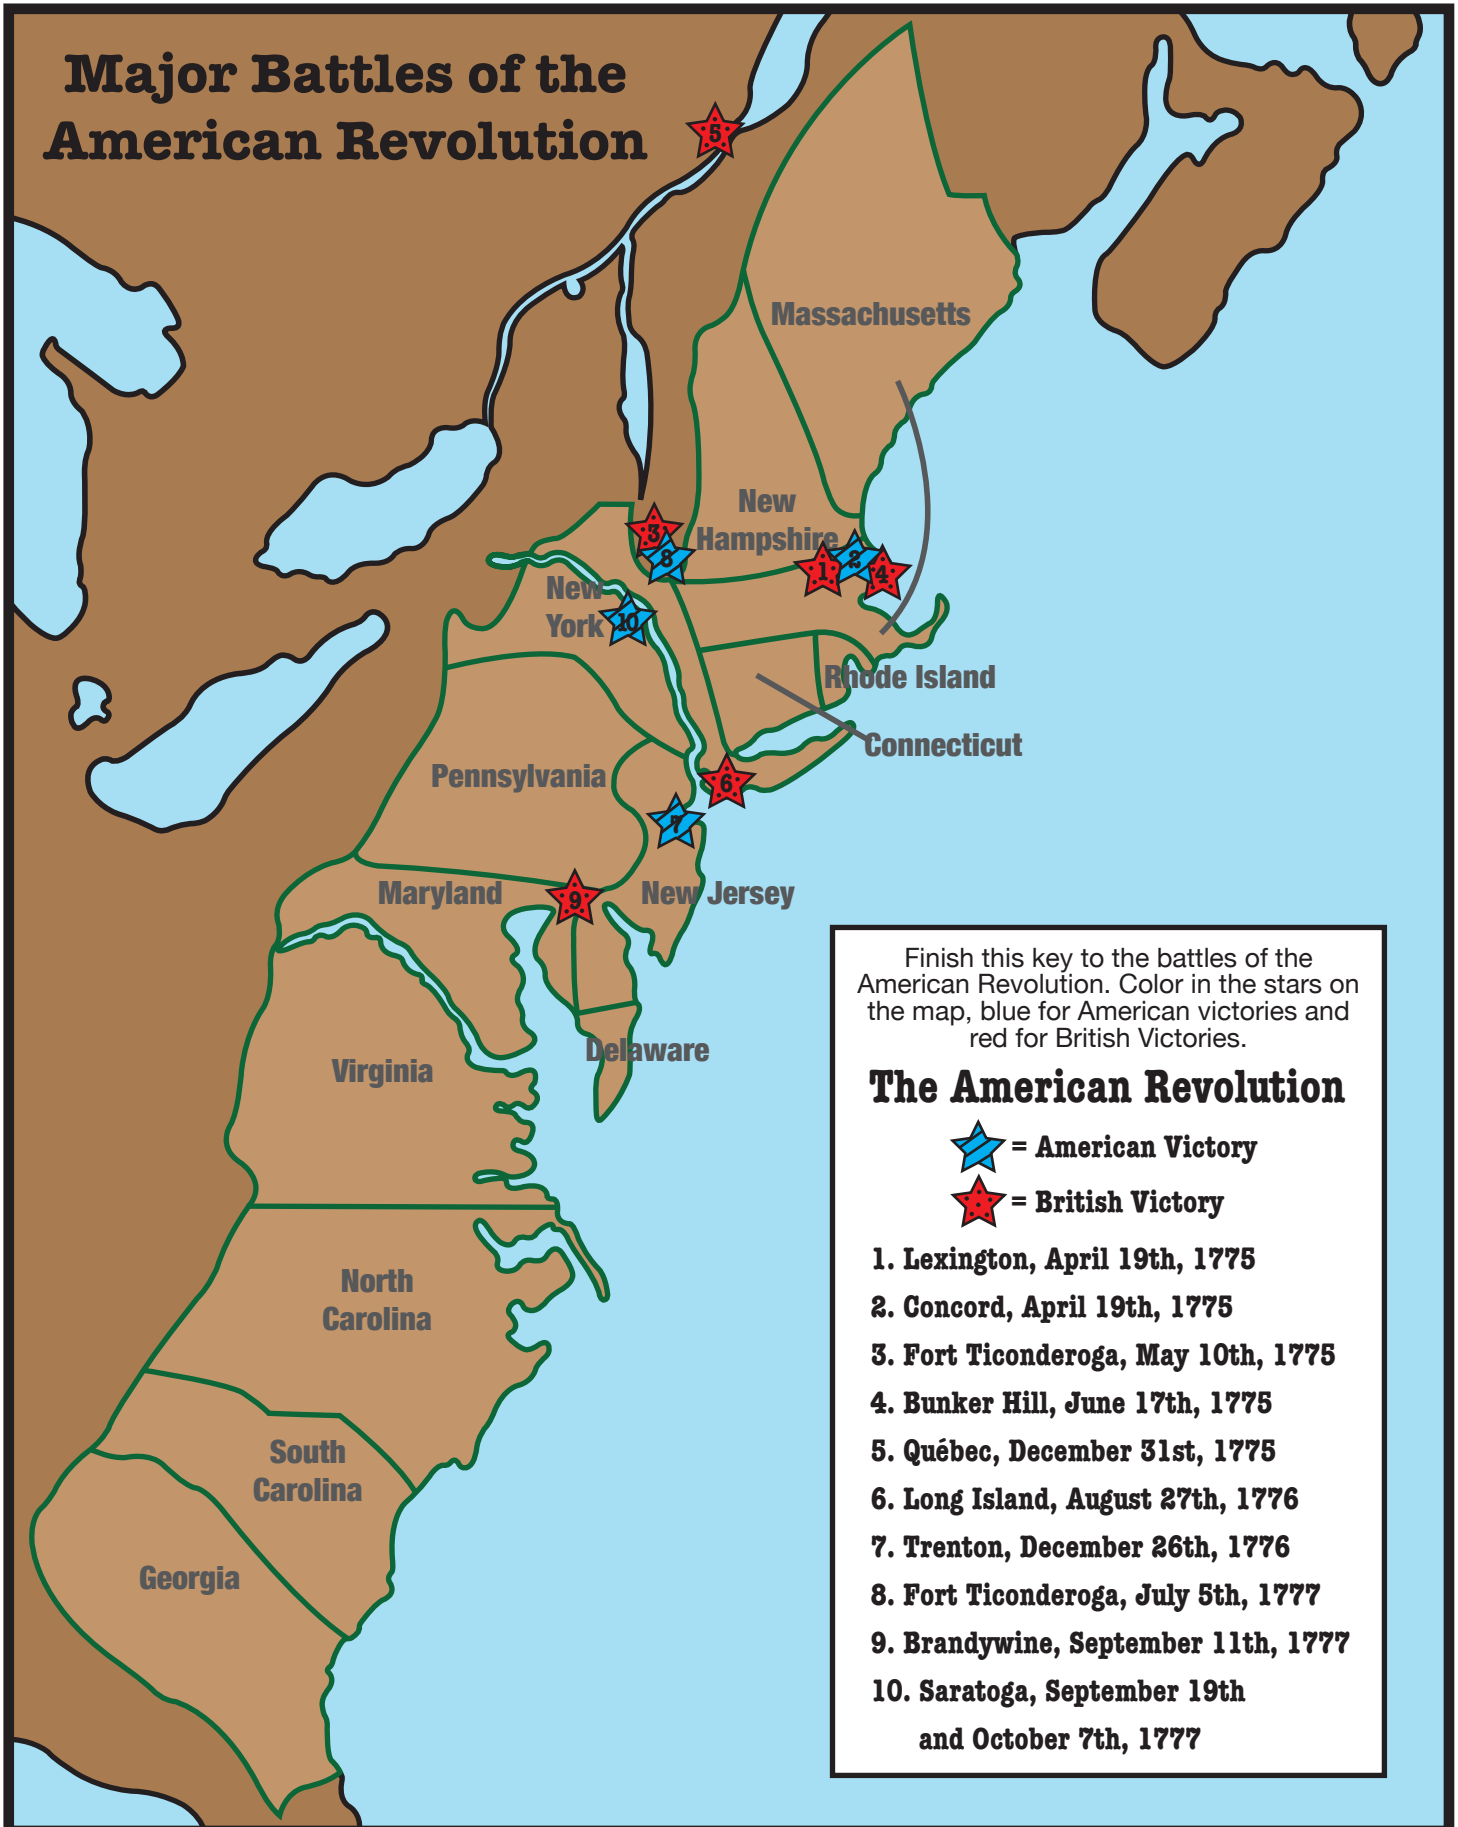 Major Battles of the
American Revolution
5
Massachusetts
New
Hampshire
3
8
1
2
4
New
York
10
Rhode Island
Connecticut
Pennsylvania
6
7
Maryland
9
New Jersey
Delaware
Virginia
North
Carolina
South
Carolina
Georgia
Finish this key to the battles of the
American Revolution. Color in the stars on
the map, blue for American victories and
red for British Victories.
The American Revolution
= American Victory
= British Victory
1. Lexington, April 19th, 1775
2. Concord, April 19th, 1775
3. Fort Ticonderoga, May 10th, 1775
4. Bunker Hill, June 17th, 1775
5. Québec, December 31st, 1775
6. Long Island, August 27th, 1776
7. Trenton, December 26th, 1776
8. Fort Ticonderoga, July 5th, 1777
9. Brandywine, September 11th, 1777
10. Saratoga, September 19th
and October 7th, 1777